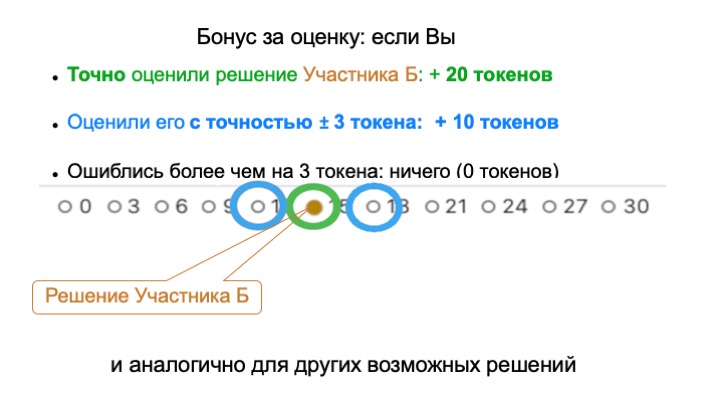 Бонус за оценку: если Вы
• Точно оценили решение Участника Б: + 20 токенов
• Оценили его с точностью ± 3 токена: + 10 токенов
• Ошиблись более чем на 3 токена: ничего (0 токенов)
0 3 6 9 15 18 21 24 27 30
Решение Участника Б
и аналогично для других возможных решений